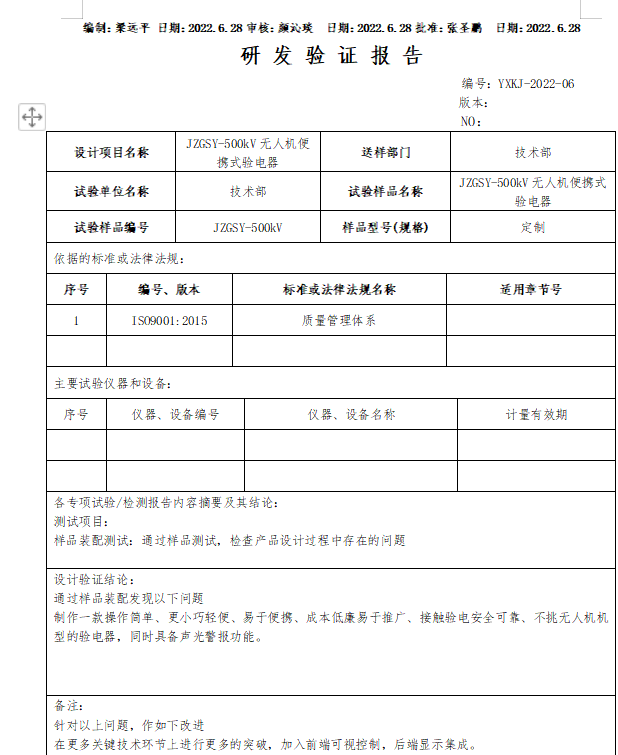 编制:梁远平 日期:2022.6.28 审核:颜沁琰 日期:2022.6.28 批准:张圣鹏 日期:2022.6.28
研发验证报告
编号: YXKJ-2022-06
版本:
NO:
设计项目名称 JZGSY-500kV 无人机便携式验电器 送样部门 技术部
试验单位名称 技术部 试验样品名称 JZGSY-500kV 无人机便携式验电器
试验样品编号 JZGSY-500kV 样品型号(规格) 定制
依据的标准或法律法规:
序号 编号、版本 标准或法律法规名称 适用章节号
1 ISO9001:2015 质量管理体系
主要试验仪器和设备:
序号 仪器、设备编号 仪器、设备名称 计量有效期
各专项试验/检测报告内容摘要及其结论:
测试项目:
样品装配测试: 通过样品测试, 检查产品设计过程中存在的问题
设计验证结论:
通过样品装配发现以下问题
制作一款操作简单、更小巧轻便、易于便携、成本低廉易于推广、接触验电安全可靠、不挑无人机机
型的验电器, 同时具备声光警报功能。
备注:
针对以上问题, 作如下改进
在更多关键技术环节上进行更多的突破, 加入前端可视控制, 后端显示集成。